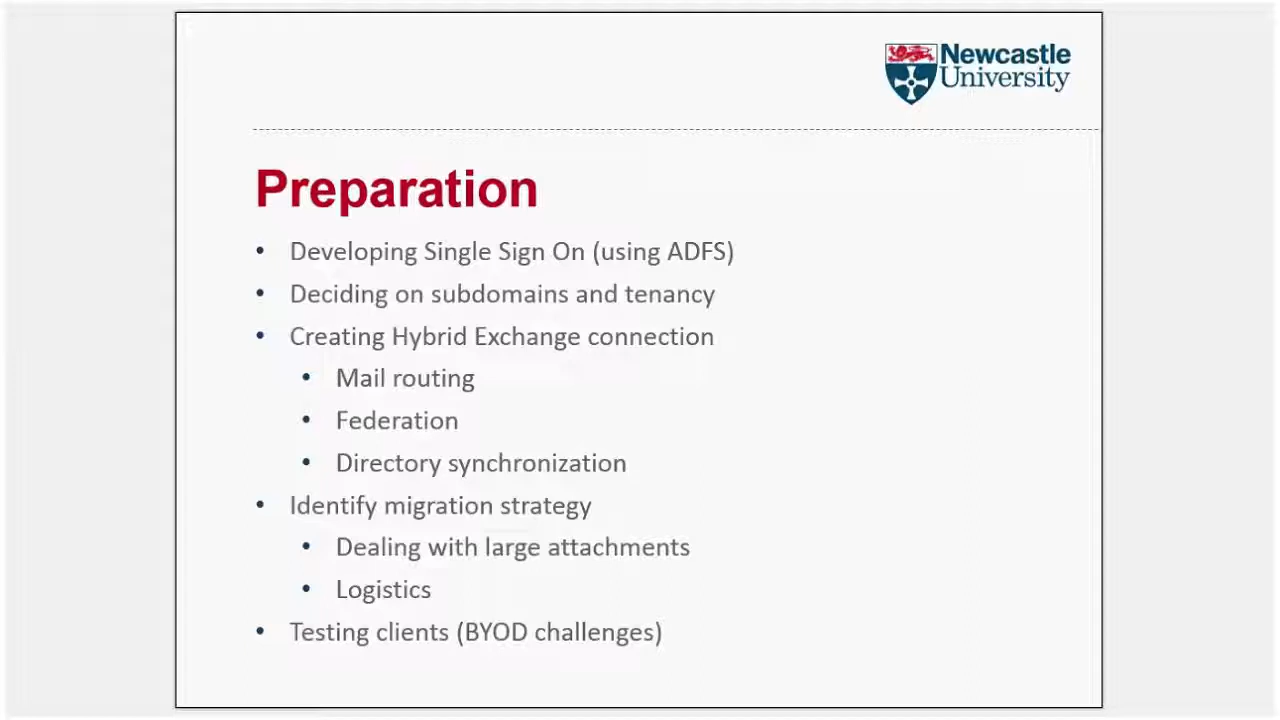 Newcastle
University
Preparation
• Developing Single Sign On (using ADFS)
• Deciding on subdomains and tenancy
• Creating Hybrid Exchange connection
• Mail routing
• Federation
• Directory synchronization
• Identify migration strategy
• Dealing with large attachments
• Logistics
• Testing clients (BYOD challenges)